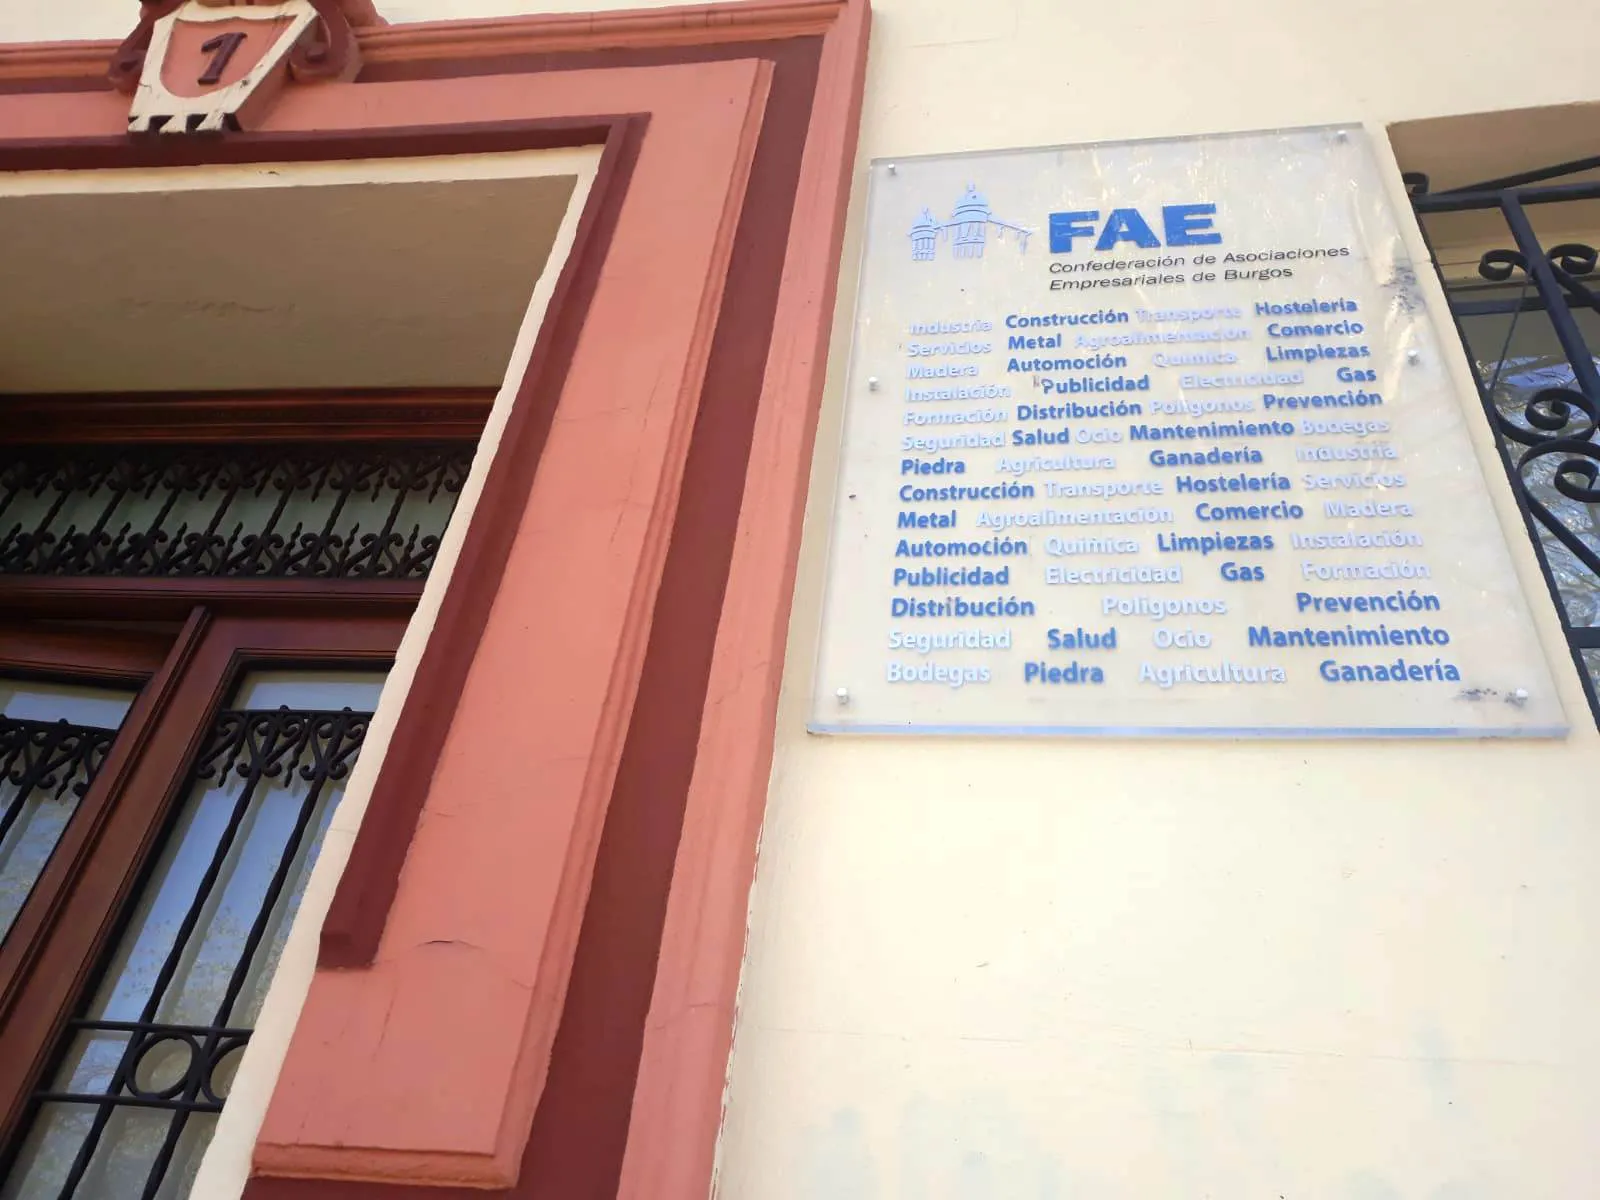 1
FAE
Confederación de Asociaciones
Empresariales de Burgos
Industria Construcción Transporte Hostelería
Servicios Metal Agroalimentación Comercio
Madera Automoción Química Limpiezas
Instalación Publicidad Electricidad Gas
Formación Distribución Polígonos Prevención
Seguridad Salud Ocio Mantenimiento Bodegas
Piedra Agricultura Ganadería Industria
Construcción Transporte Hostelería Servicios
Metal Agroalimentación Comercio Madera
Automoción Química Limpiezas Instalación
Publicidad Electricidad Gas Formación
Distribución Polígonos Prevención
Seguridad Salud Ocio Mantenimiento
Bodegas Piedra Agricultura Ganadería